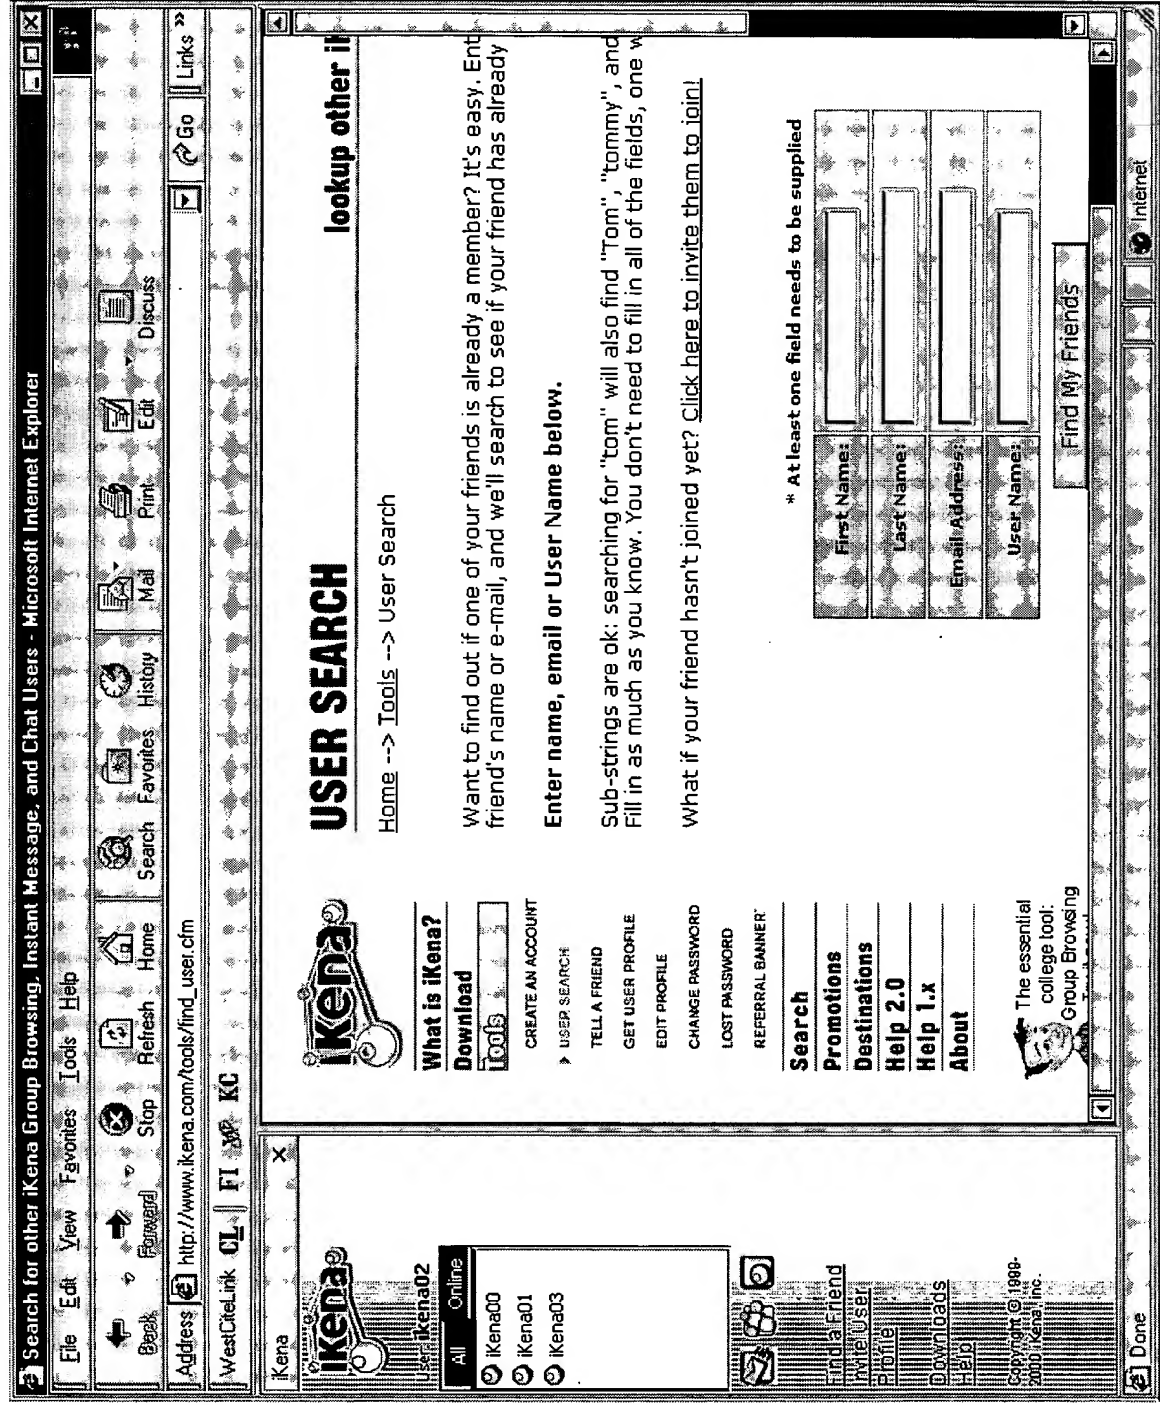 Search for other iKena Group Browsing, Instant Message, and Chat Users - Microsoft Internet Explorer
File Edit View Favorites Tools Help
Back Forward Stop Refresh Home Search Favorites History Mail Print Edit Discuss
Address http://www.ikena.com/tools/find_user.cfm Go Links »
WestCiteLink CL FI KC
iKena X
iKena
User: ikena02
All Online
iKena00
iKena01
iKena03
Find a Friend
Invite User
Profile
Downloads
Help
Copyright © 1999-
2000 iKena, Inc.
iKena
What is iKena?
Download
Tools
CREATE AN ACCOUNT
USER SEARCH
TELL A FRIEND
GET USER PROFILE
EDIT PROFILE
CHANGE PASSWORD
LOST PASSWORD
REFERRAL BANNER
Search
Promotions
Destinations
Help 2.0
Help 1.x
About
The essential
college tool:
Group Browsing
USER SEARCH lookup other
Home --> Tools --> User Search
Want to find out if one of your friends is already a member? It's easy. Ent
friend's name or e-mail, and we'll search to see if your friend has already
Enter name, email or User Name below.
Sub-strings are ok: searching for "tom" will also find "Tom", "tommy", and
Fill in as much as you know. You don't need to fill in all of the fields, one w
What if your friend hasn't joined yet? Click here to invite them to join!
* At least one field needs to be supplied
First Name:
Last Name:
Email Address:
User Name:
Find My Friends
Done Internet